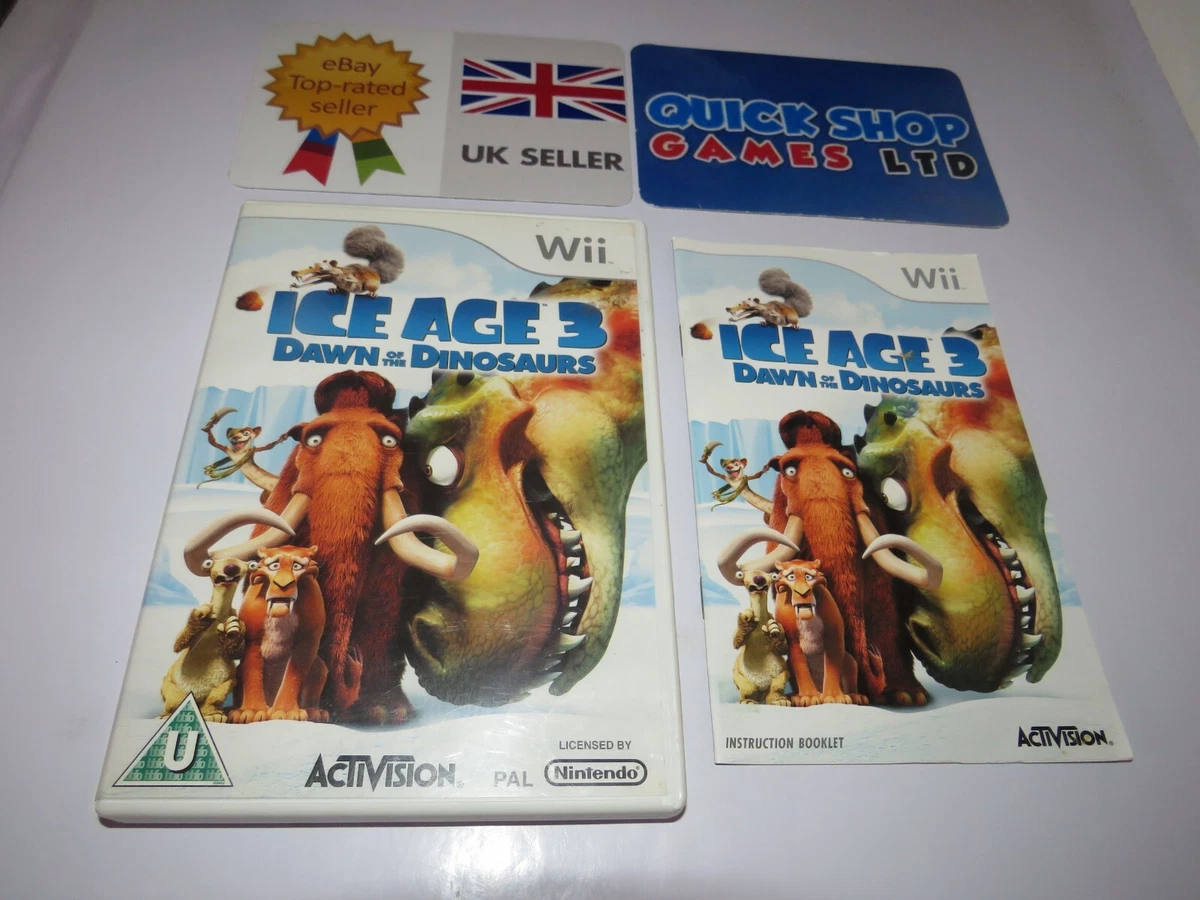 eBay
Top-rated
seller
UK SELLER
QUICK SHOP
GAMES LTD
Wii
ICE AGE 3
DAWN OF THE DINOSAURS
U
ACTIVISION
PAL
LICENSED BY
Nintendo
Wii
ICE AGE 3
DAWN OF THE DINOSAURS
INSTRUCTION BOOKLET
ACTIVISION